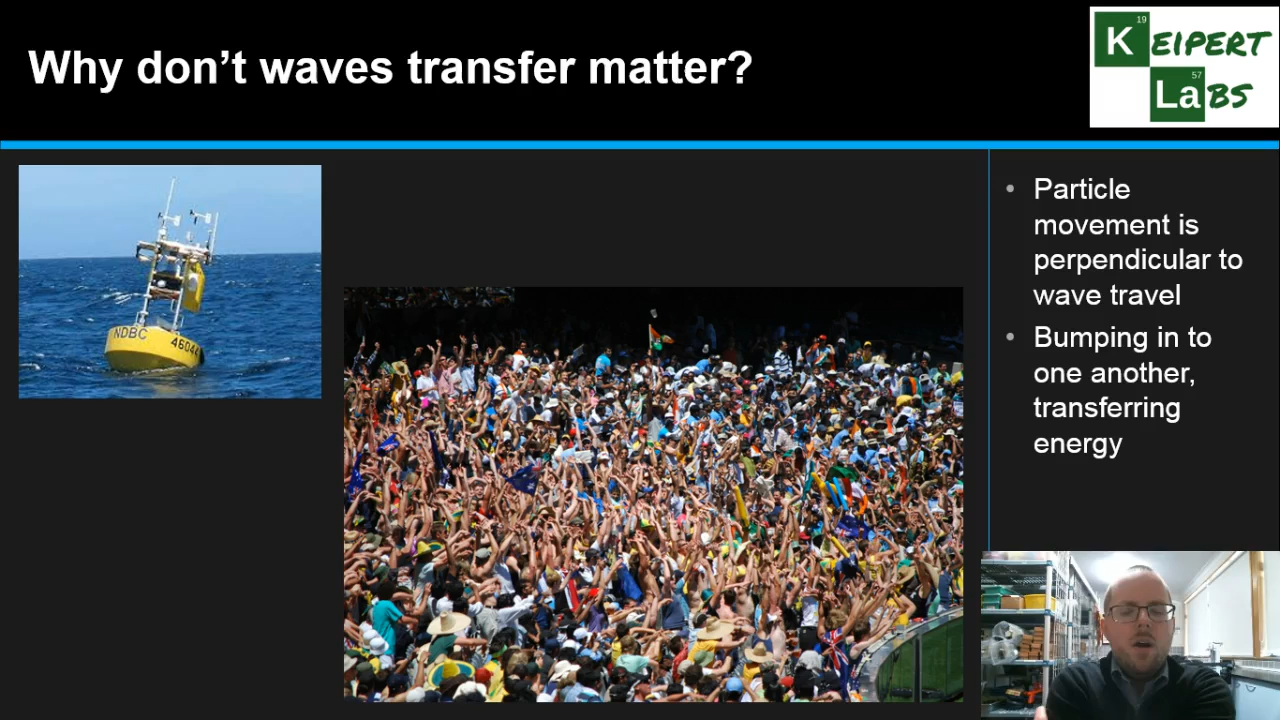 Why don't waves transfer matter?
19
K EIPERT
57
La BS
NDBC
4604
• Particle
movement is
perpendicular to
wave travel
• Bumping in to
one another,
transferring
energy